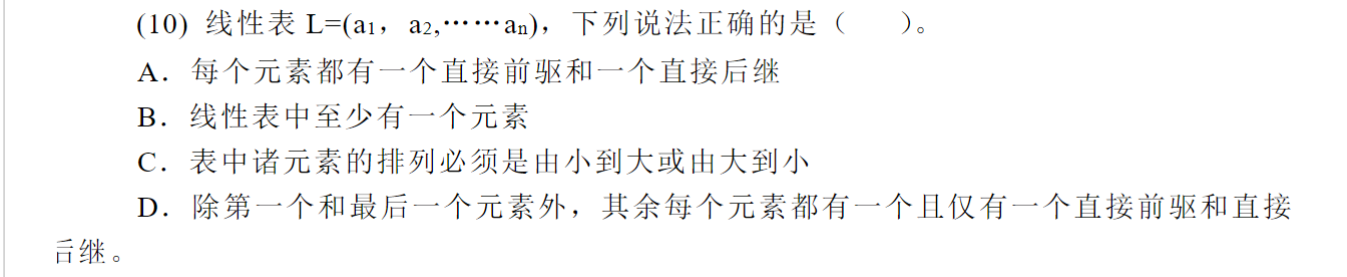 (10) 线性表 L=(a1，a2,……an)，下列说法正确的是（　　）。
A．每个元素都有一个直接前驱和一个直接后继
B．线性表中至少有一个元素
C．表中诸元素的排列必须是由小到大或由大到小
D．除第一个和最后一个元素外，其余每个元素都有一个且仅有一个直接前驱和直接
后继。